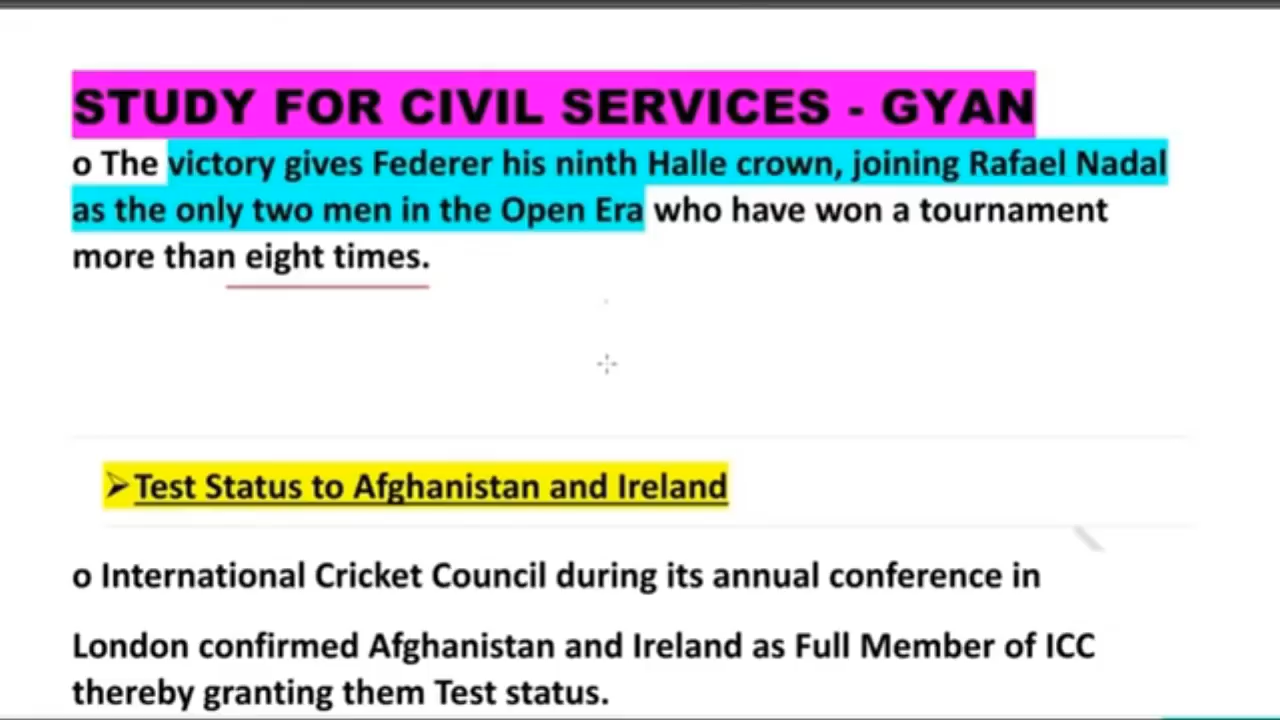 STUDY FOR CIVIL SERVICES - GYAN
o The victory gives Federer his ninth Halle crown, joining Rafael Nadal
as the only two men in the Open Era who have won a tournament
more than eight times.
➢Test Status to Afghanistan and Ireland
o International Cricket Council during its annual conference in
London confirmed Afghanistan and Ireland as Full Member of ICC
thereby granting them Test status.